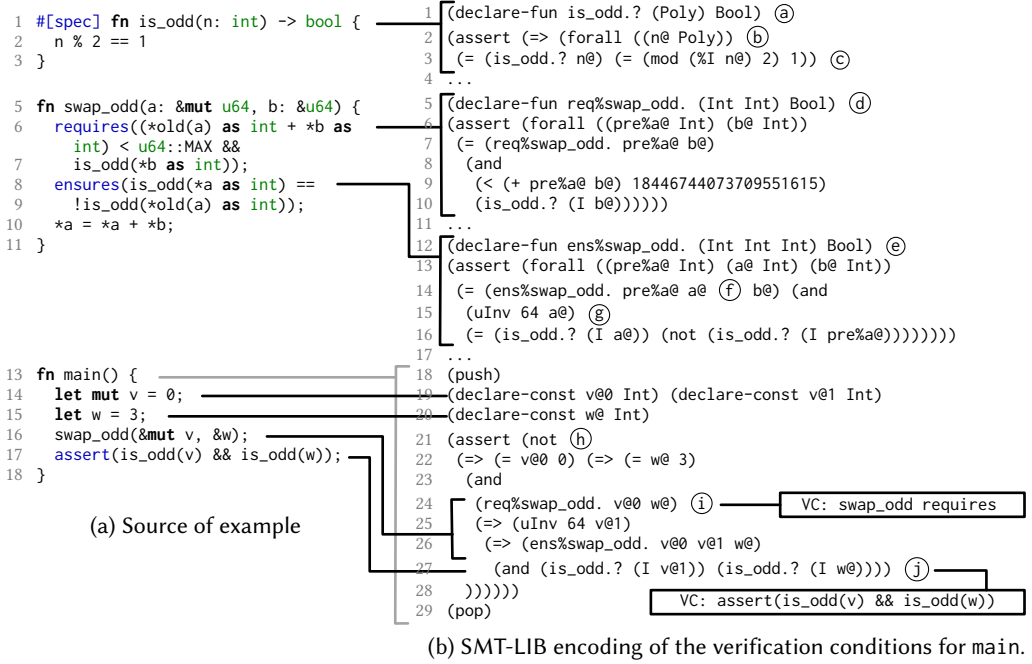 1 #[spec] fn is_odd(n: int) -> bool {
2 n % 2 == 1
3 }
5 fn swap_odd(a: &mut u64, b: &u64) {
6 requires((*old(a) as int + *b as
int) < u64::MAX &&
7 is_odd(*b as int));
8 ensures(is_odd(*a as int) ==
9 !is_odd(*old(a) as int));
10 *a = *a + *b;
11 }
13 fn main() {
14 let mut v = 0;
15 let w = 3;
16 swap_odd(&mut v, &w);
17 assert(is_odd(v) && is_odd(w));
18 }
(a) Source of example
1 (declare-fun is_odd.? (Poly) Bool) ⓐ
2 (assert (=> (forall ((n@ Poly)) ⓑ
3 (= (is_odd.? n@) (= (mod (%I n@) 2) 1)) ⓒ
4 ...
5 (declare-fun req%swap_odd. (Int Int) Bool) ⓓ
6 (assert (forall ((pre%a@ Int) (b@ Int))
7 (= (req%swap_odd. pre%a@ b@)
8 (and
9 (< (+ pre%a@ b@) 18446744073709551615)
10 (is_odd.? (I b@))))))
11 ...
12 (declare-fun ens%swap_odd. (Int Int Int) Bool) ⓔ
13 (assert (forall ((pre%a@ Int) (a@ Int) (b@ Int))
14 (= (ens%swap_odd. pre%a@ a@ ⓕ b@) (and
15 (uInv 64 a@) ⓖ
16 (= (is_odd.? (I a@)) (not (is_odd.? (I pre%a@))))))))
17 ...
18 (push)
19 (declare-const v@0 Int) (declare-const v@1 Int)
20 (declare-const w@ Int)
21 (assert (not ⓗ
22 (=> (= v@0 0) (=> (= w@ 3)
23 (and
24 (req%swap_odd. v@0 w@) ⓘ
VC: swap_odd requires
25 (=> (uInv 64 v@1)
26 (=> (ens%swap_odd. v@0 v@1 w@)
27 (and (is_odd.? (I v@1)) (is_odd.? (I w@)))) ⓙ
28 ))))))
VC: assert(is_odd(v) && is_odd(w))
29 (pop)
(b) SMT-LIB encoding of the verification conditions for main.